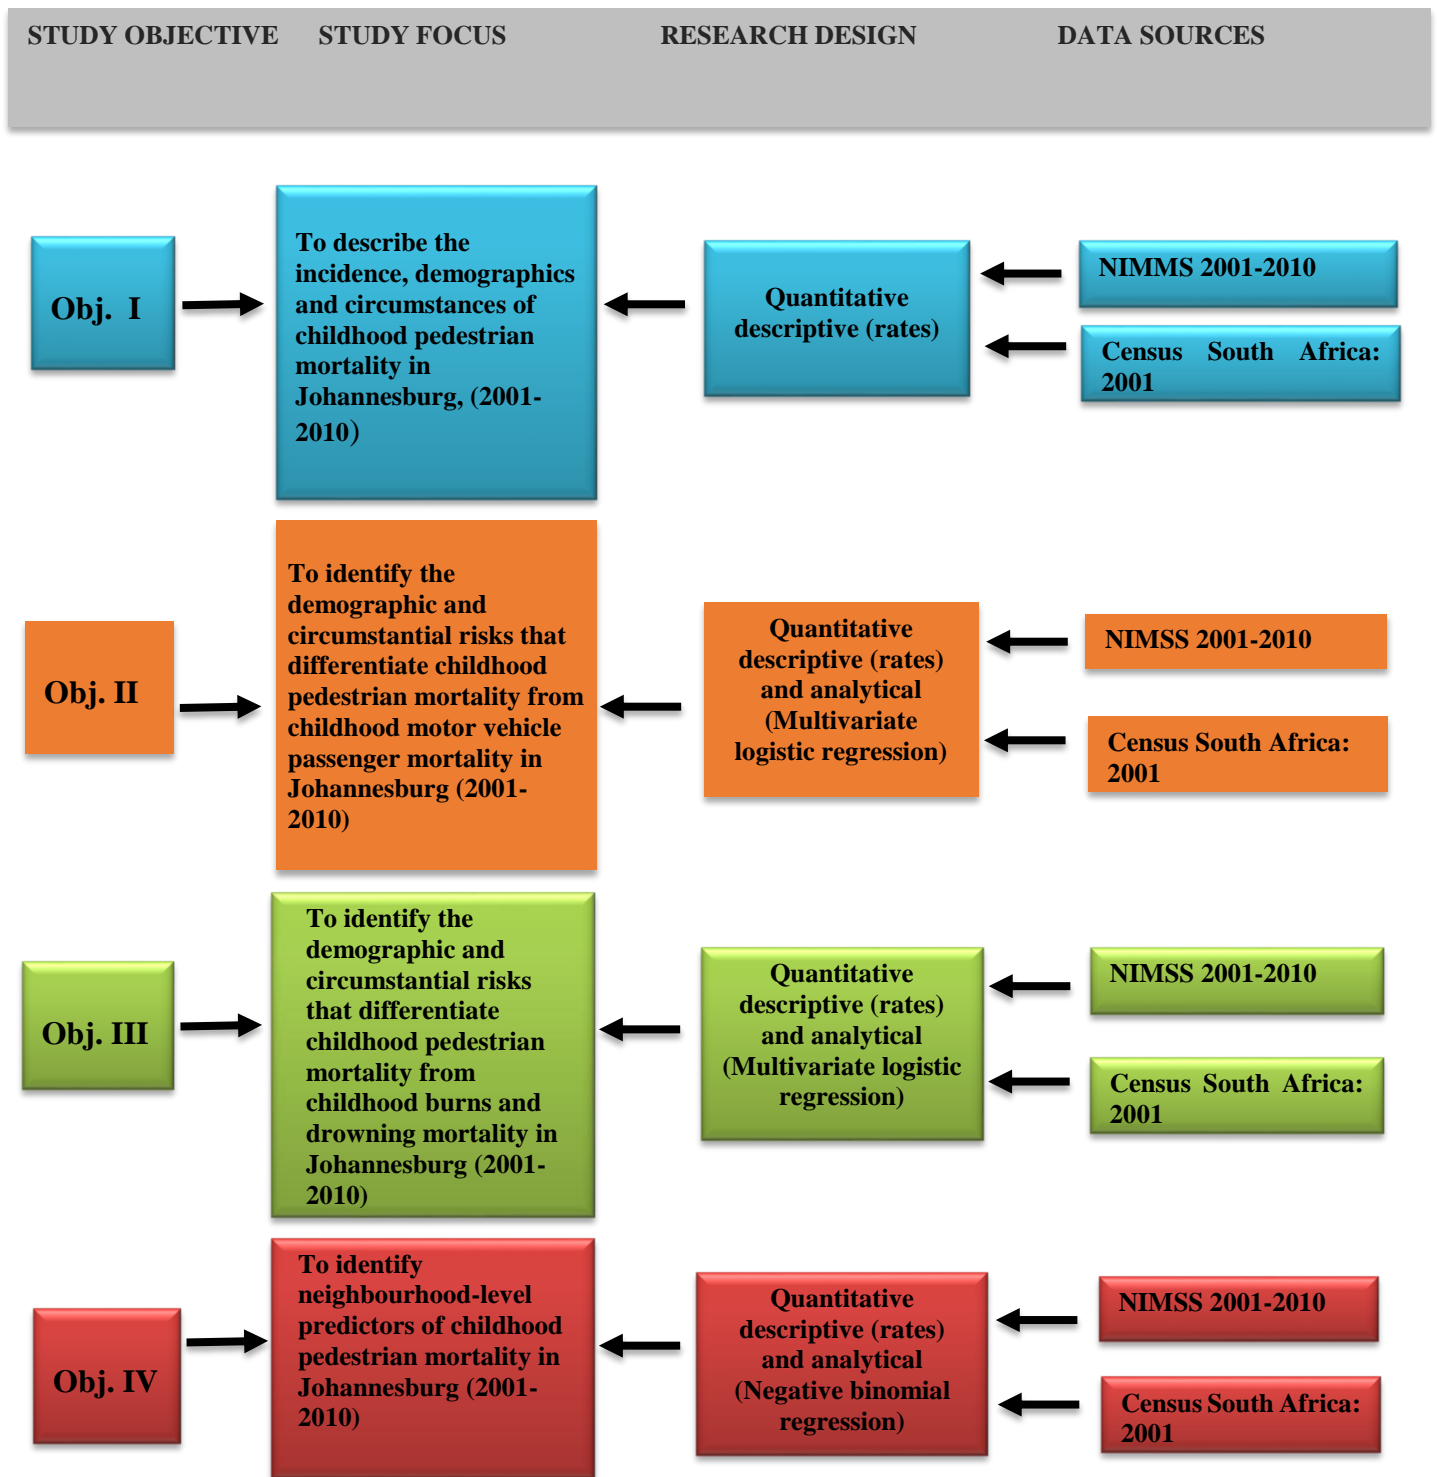 STUDY OBJECTIVE STUDY FOCUS RESEARCH DESIGN DATA SOURCES
Obj. I
To describe the
incidence, demographics
and circumstances of
childhood pedestrian
mortality in
Johannesburg, (2001-
2010)
Quantitative
descriptive (rates)
NIMMS 2001-2010
Census South Africa:
2001
Obj. II
To identify the
demographic and
circumstantial risks that
differentiate childhood
pedestrian mortality from
childhood motor vehicle
passenger mortality in
Johannesburg (2001-
2010)
Quantitative
descriptive (rates)
and analytical
(Multivariate
logistic regression)
NIMSS 2001-2010
Census South Africa:
2001
Obj. III
To identify the
demographic and
circumstantial risks
that differentiate
childhood pedestrian
mortality from
childhood burns and
drowning mortality in
Johannesburg (2001-
2010)
Quantitative
descriptive (rates)
and analytical
(Multivariate logistic
regression)
NIMSS 2001-2010
Census South Africa:
2001
Obj. IV
To identify
neighbourhood-level
predictors of childhood
pedestrian mortality in
Johannesburg (2001-
2010)
Quantitative
descriptive (rates)
and analytical
(Negative binomial
regression)
NIMSS 2001-2010
Census South Africa:
2001